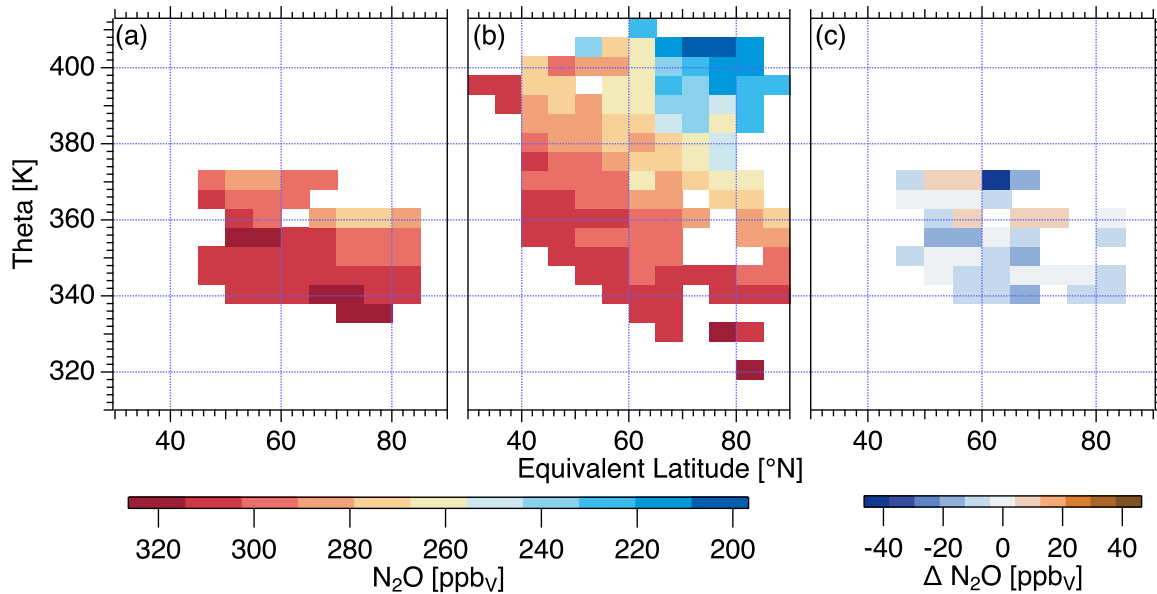 (a) (b) (c)
400
380
360
340
320
Theta [K]
40 60 80 40 60 80 40 60 80
Equivalent Latitude [°N]
320 300 280 260 240 220 200
N₂O [ppbᵥ]
-40 -20 0 20 40
Δ N₂O [ppbᵥ]